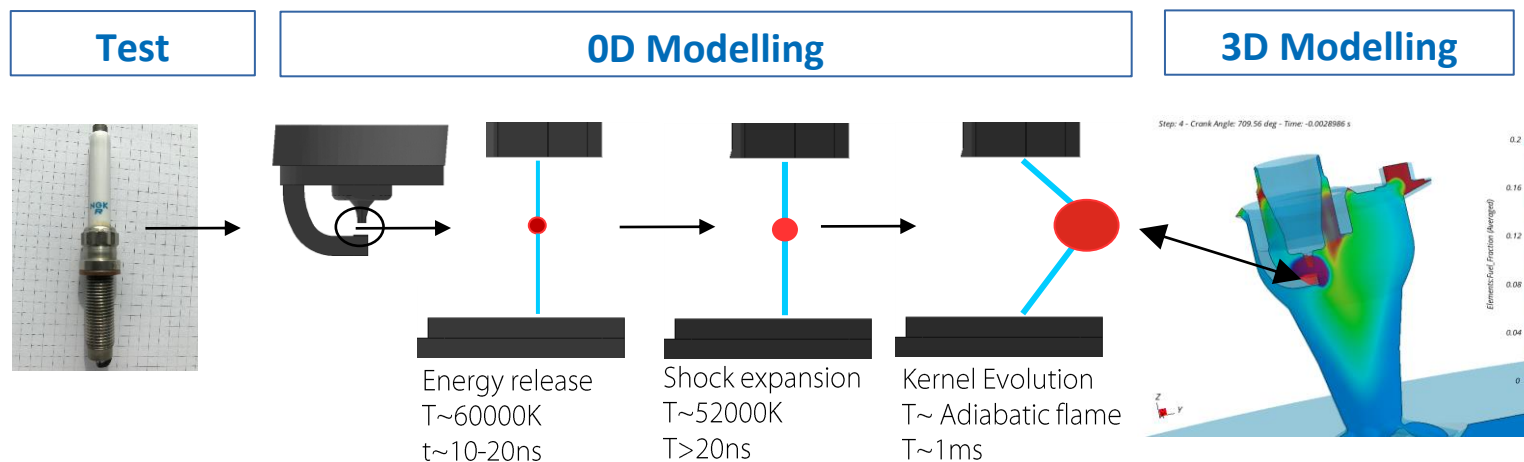 Test
0D Modelling
3D Modelling
NGK
R
Energy release
T~60000K
t~10-20ns
Shock expansion
T~52000K
T>20ns
Kernel Evolution
T~ Adiabatic flame
T~1ms
Step: 4 - Crank Angle: 709.56 deg - Time: -0.0028986 s
0.2
0.16
0.12
0.08
0.04
0
Elements:Fuel_Fraction (Averaged)
Z
Y